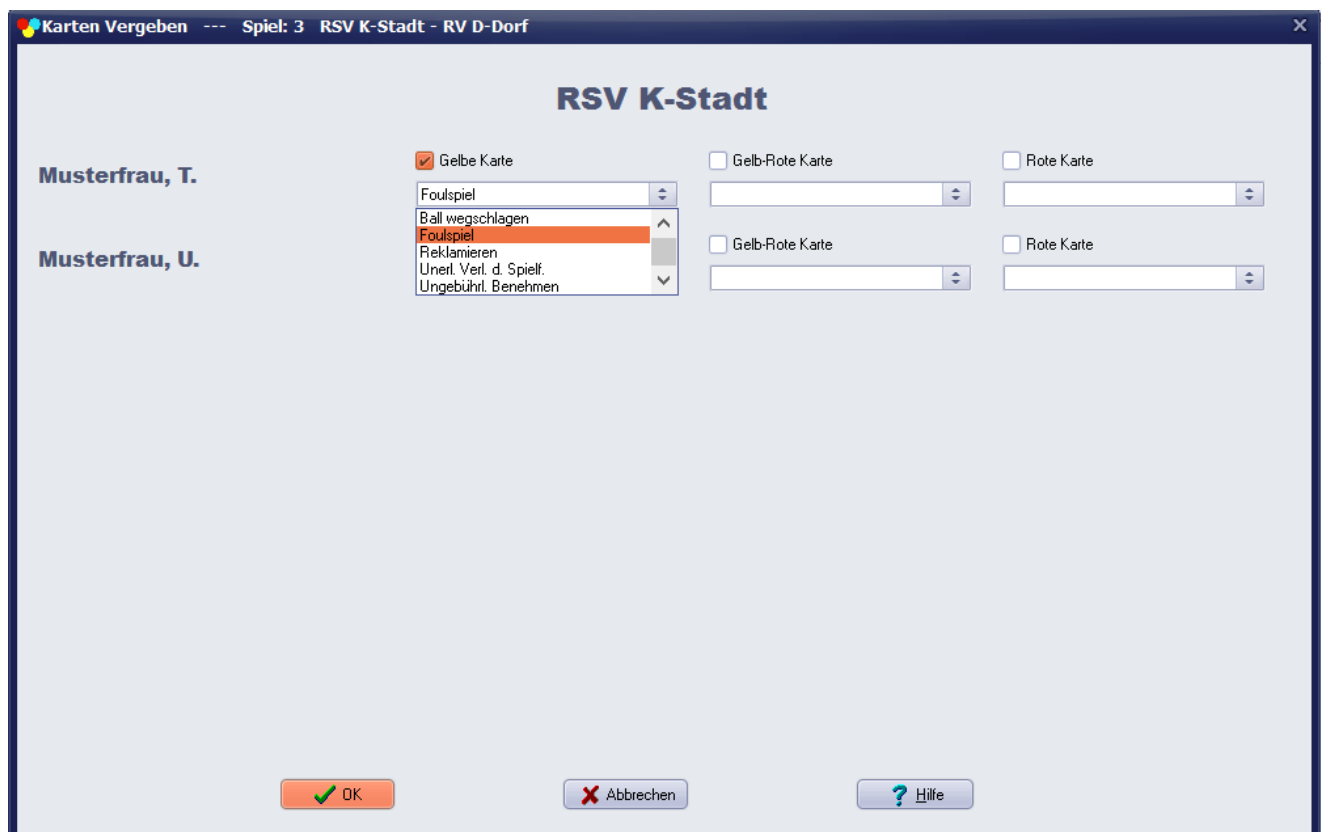 Karten Vergeben --- Spiel: 3 RSV K-Stadt - RV D-Dorf
RSV K-Stadt
Musterfrau, T.
Gelbe Karte
Gelb-Rote Karte
Rote Karte
Foulspiel
Ball wegschlagen
Foulspiel
Reklamieren
Unerl. Verl. d. Spielf.
Ungebührl. Benehmen
Musterfrau, U.
Gelb-Rote Karte
Rote Karte
OK
Abbrechen
? Hilfe